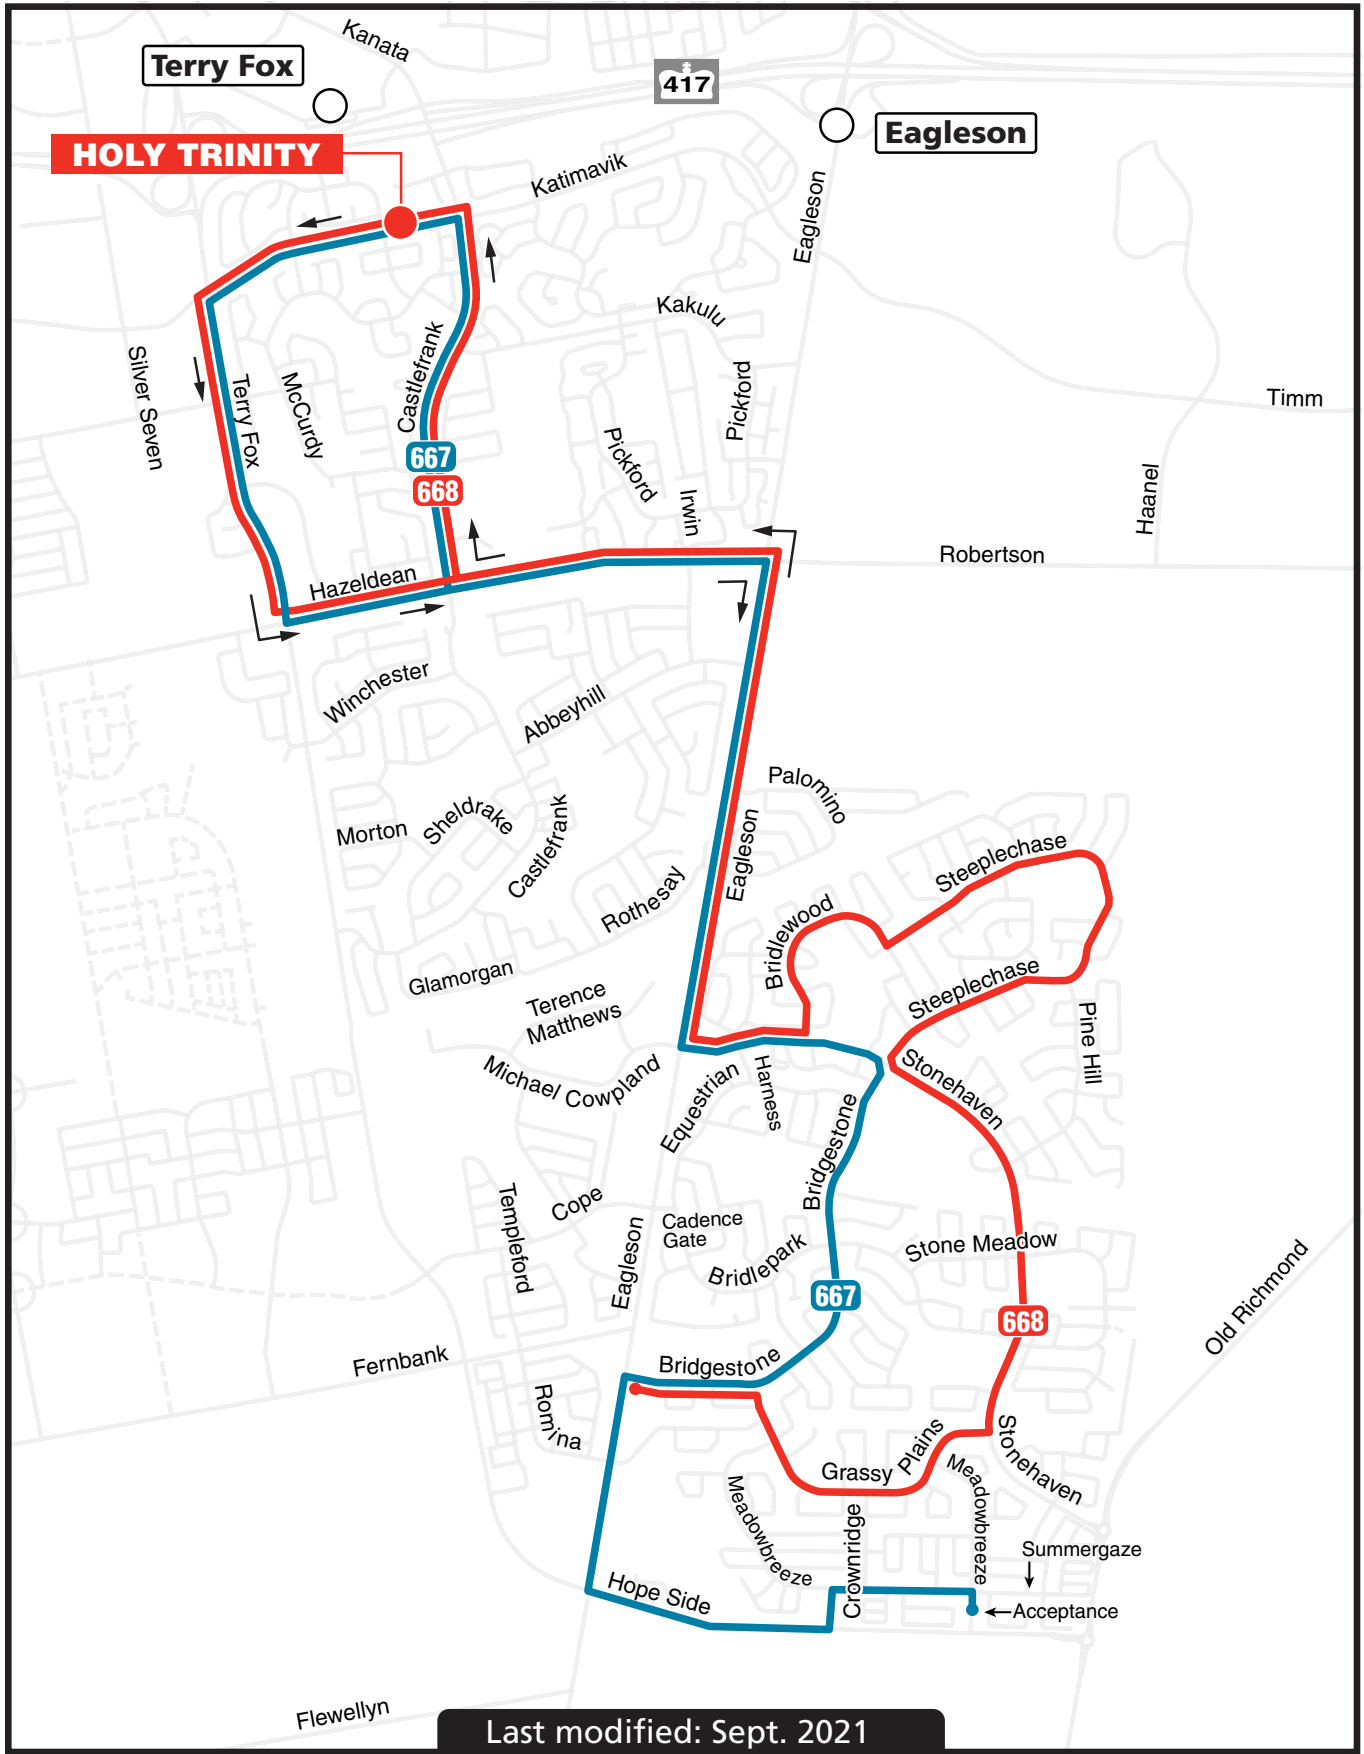 Kanata
Terry Fox
417
Eagleson
HOLY TRINITY
Katimavik
Eagleson
Kakulu
Silver Seven
Terry Fox
McCurdy
Castlefrank
Pickford
Timm
667
Pickford
668
Irwin
Haanel
Robertson
Hazeldean
Winchester
Abbeyhill
Palomino
Morton
Sheldrake
Castlefrank
Eagleson
Steeplechase
Rothesay
Bridlewood
Glamorgan
Steeplechase
Terence
Matthews
Pine Hill
Michael Cowpland
Equestrian
Harness
Stonehaven
Bridgestone
Templeford
Cope
Eagleson
Cadence
Gate
Bridlepark
Stone Meadow
667
668
Old Richmond
Fernbank
Bridgestone
Romina
Grassy
Plains
Stonehaven
Meadowbreeze
Meadowbreeze
Crownridge
Summergaze
Hope Side
Acceptance
Flewellyn
Last modified: Sept. 2021